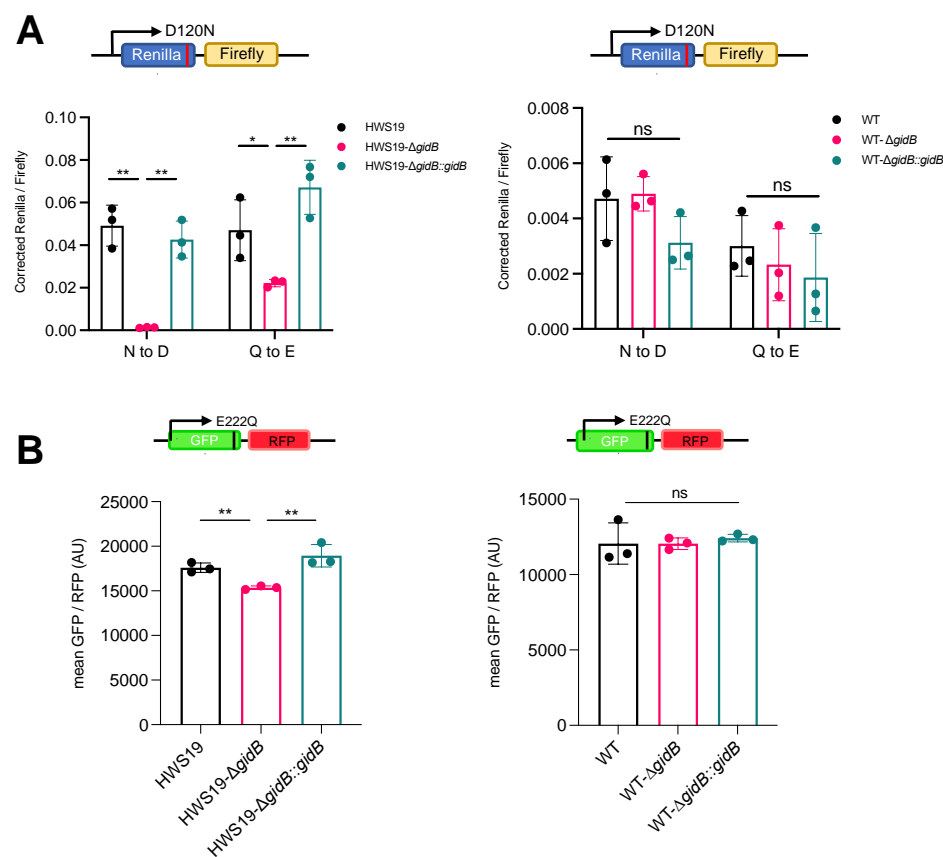 A
D120N
Renilla
Firefly
D120N
Renilla
Firefly
Corrected Renilla / Firefly
0.10
0.08
0.06
0.04
0.02
0.00
** ** * **
N to D
Q to E
HWS19
HWS19-ΔgidB
HWS19-ΔgidB::gidB
Corrected Renilla / Firefly
0.008
0.006
0.004
0.002
0.000
ns
ns
N to D
Q to E
WT
WT- ΔgidB
WT-ΔgidB::gidB
B
E222Q
GFP
RFP
E222Q
GFP
RFP
mean GFP / RFP (AU)
25000
20000
15000
10000
5000
0
** **
HWS19
HWS19-ΔgidB
HWS19-ΔgidB::gidB
mean GFP / RFP (AU)
15000
10000
5000
0
ns
WT
WT-ΔgidB
WT-ΔgidB::gidB